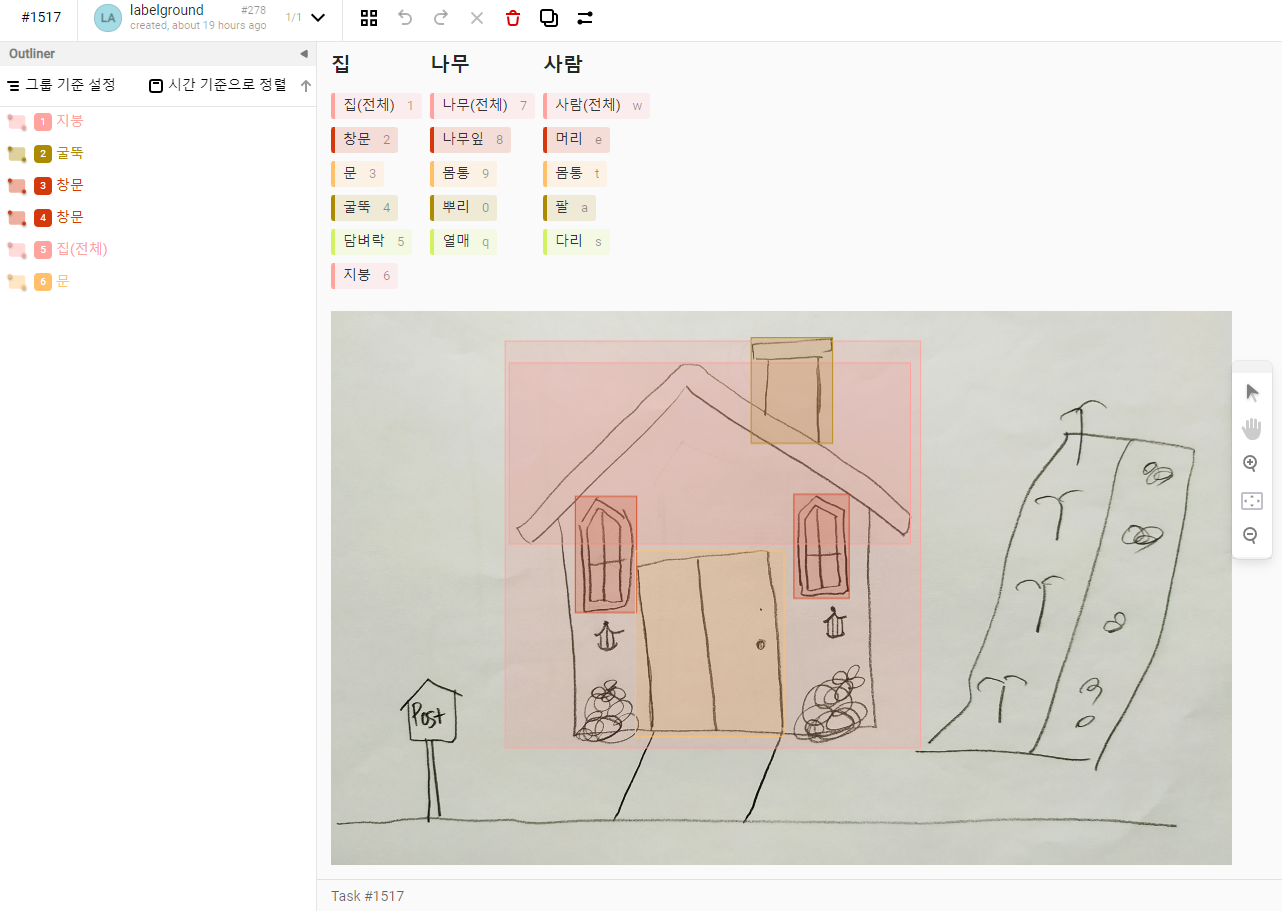 #1517
LA
labelground
#278
1/1
created, about 19 hours ago
Outliner
그룹 기준 설정
시간 기준으로 정렬
1 지붕
2 굴뚝
3 창문
4 창문
5 집(전체)
6 문
집 나무 사람
집(전체) 1 나무(전체) 7 사람(전체) w
창문 2 나무잎 8 머리 e
문 3 몸통 9 몸통 t
굴뚝 4 뿌리 0 팔 a
담벼락 5 열매 q 다리 s
지붕 6
Post
Task #1517